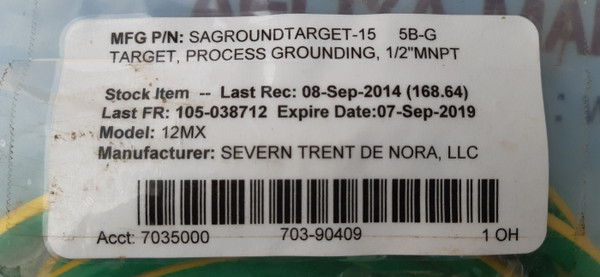 MFG P/N: SAGROUNDTARGET-15 5B-G
TARGET, PROCESS GROUNDING, 1/2"MNPT
Stock Item -- Last Rec: 08-Sep-2014 (168.64)
Last FR: 105-038712 Expire Date:07-Sep-2019
Model: 12MX
Manufacturer: SEVERN TRENT DE NORA, LLC
Acct: 7035000 703-90409 1 OH